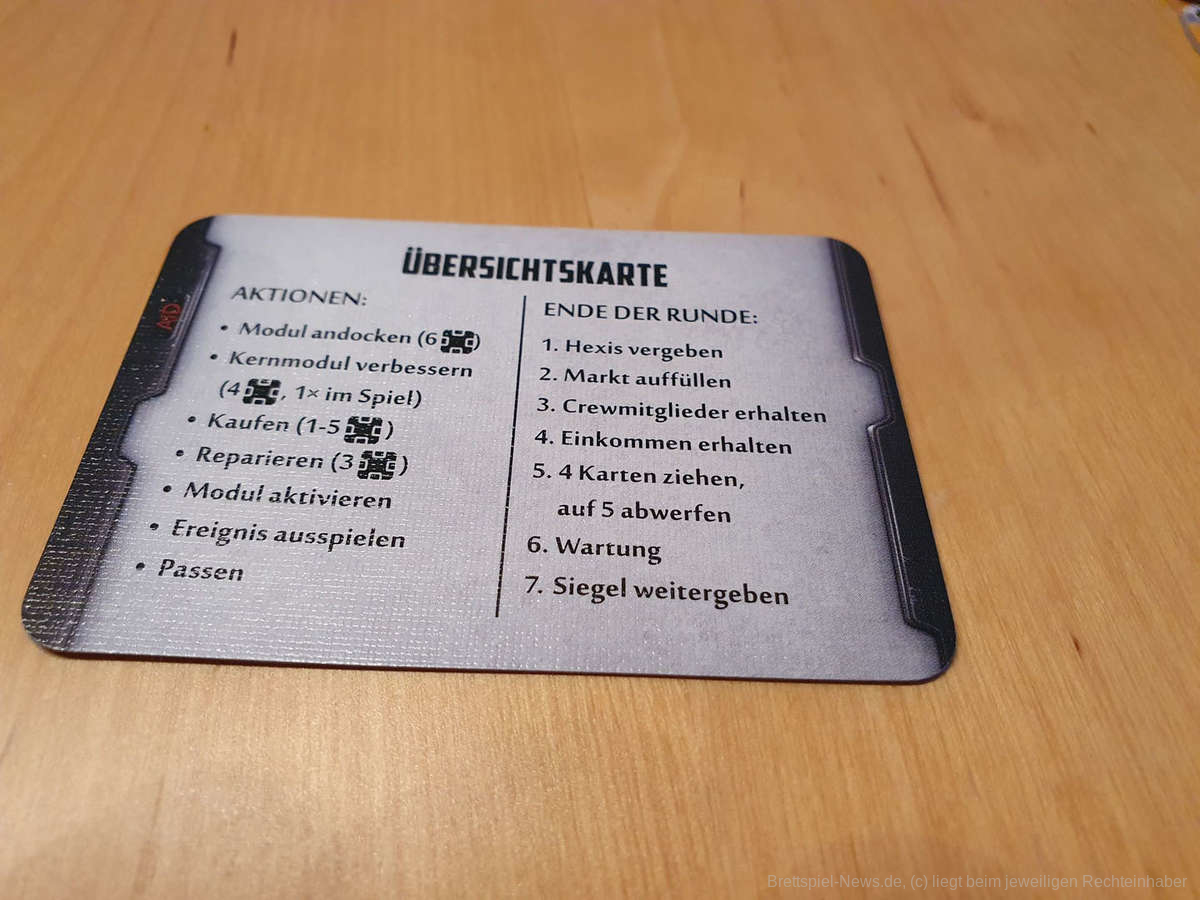 ÜBERSICHTSKARTE
AKTIONEN:
• Modul andocken (6 )
• Kernmodul verbessern
(4 , 1× im Spiel)
• Kaufen (1-5 )
• Reparieren (3 )
• Modul aktivieren
• Ereignis ausspielen
• Passen
ENDE DER RUNDE:
1. Hexis vergeben
2. Markt auffüllen
3. Crewmitglieder erhalten
4. Einkommen erhalten
5. 4 Karten ziehen,
auf 5 abwerfen
6. Wartung
7. Siegel weitergeben
Brettspiel-News.de, (c) liegt beim jeweiligen Rechteinhaber